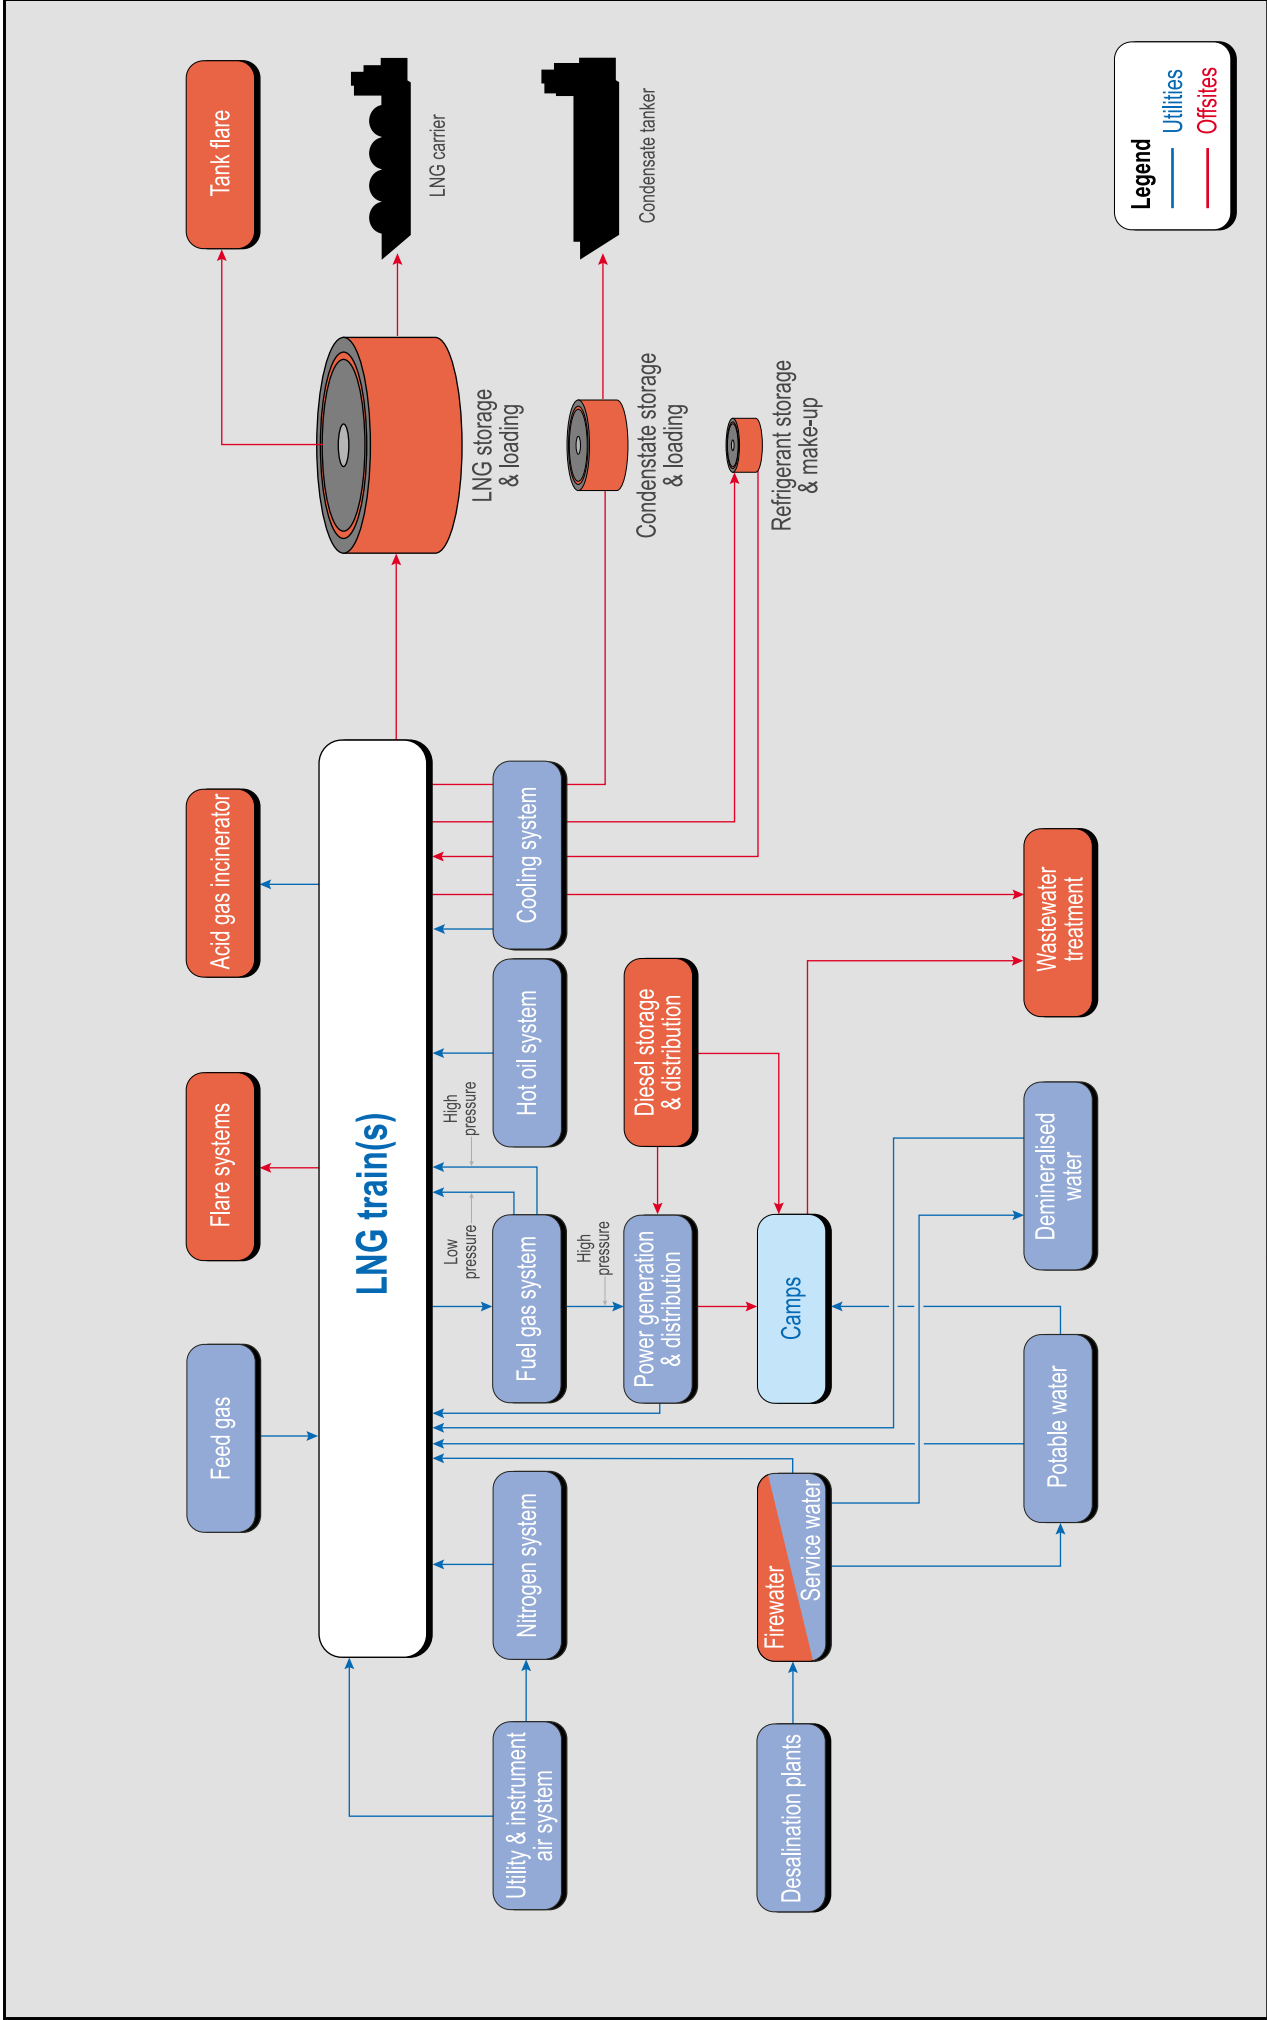 Feed gas
Flare systems
Acid gas incinerator
Tank flare
LNG train(s)
LNG carrier
LNG storage
& loading
Utility & instrument
air system
Nitrogen system
Fuel gas system
Hot oil system
Cooling system
Low
pressure
High
pressure
High
pressure
Condenstate storage
& loading
Condensate tanker
Power generation
& distribution
Diesel storage
& distribution
Refrigerant storage
& make-up
Desalination plants
Firewater
Service water
Camps
Potable water
Demineralised
water
Wastewater
treatment
Legend
Utilities
Offsites